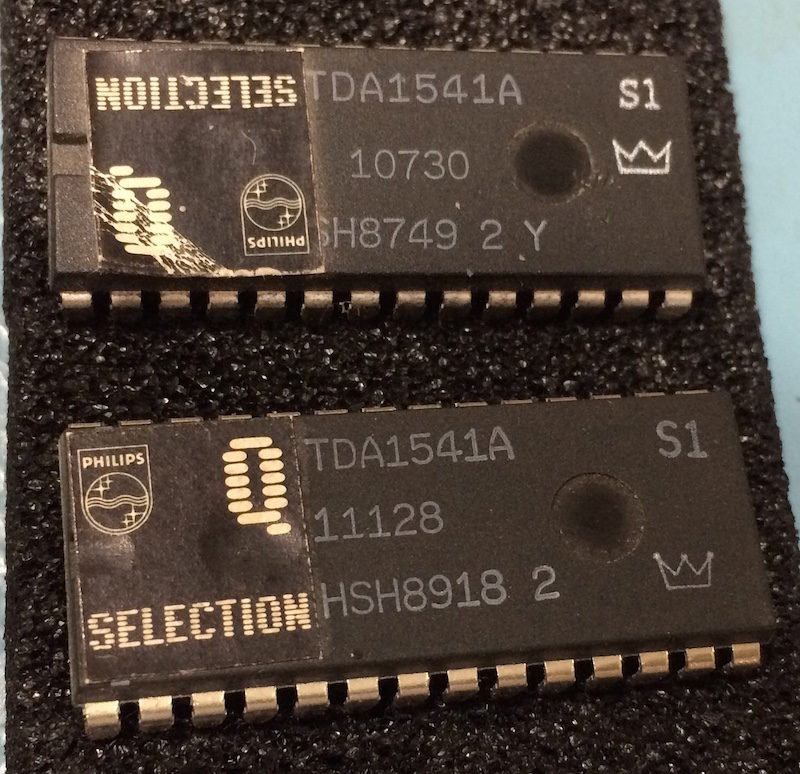 SELECTION
Q
PHILIPS
TDA1541A
10730
SH8749 2 Y
S1
PHILIPS
Q
SELECTION
TDA1541A
11128
HSH8918 2
S1